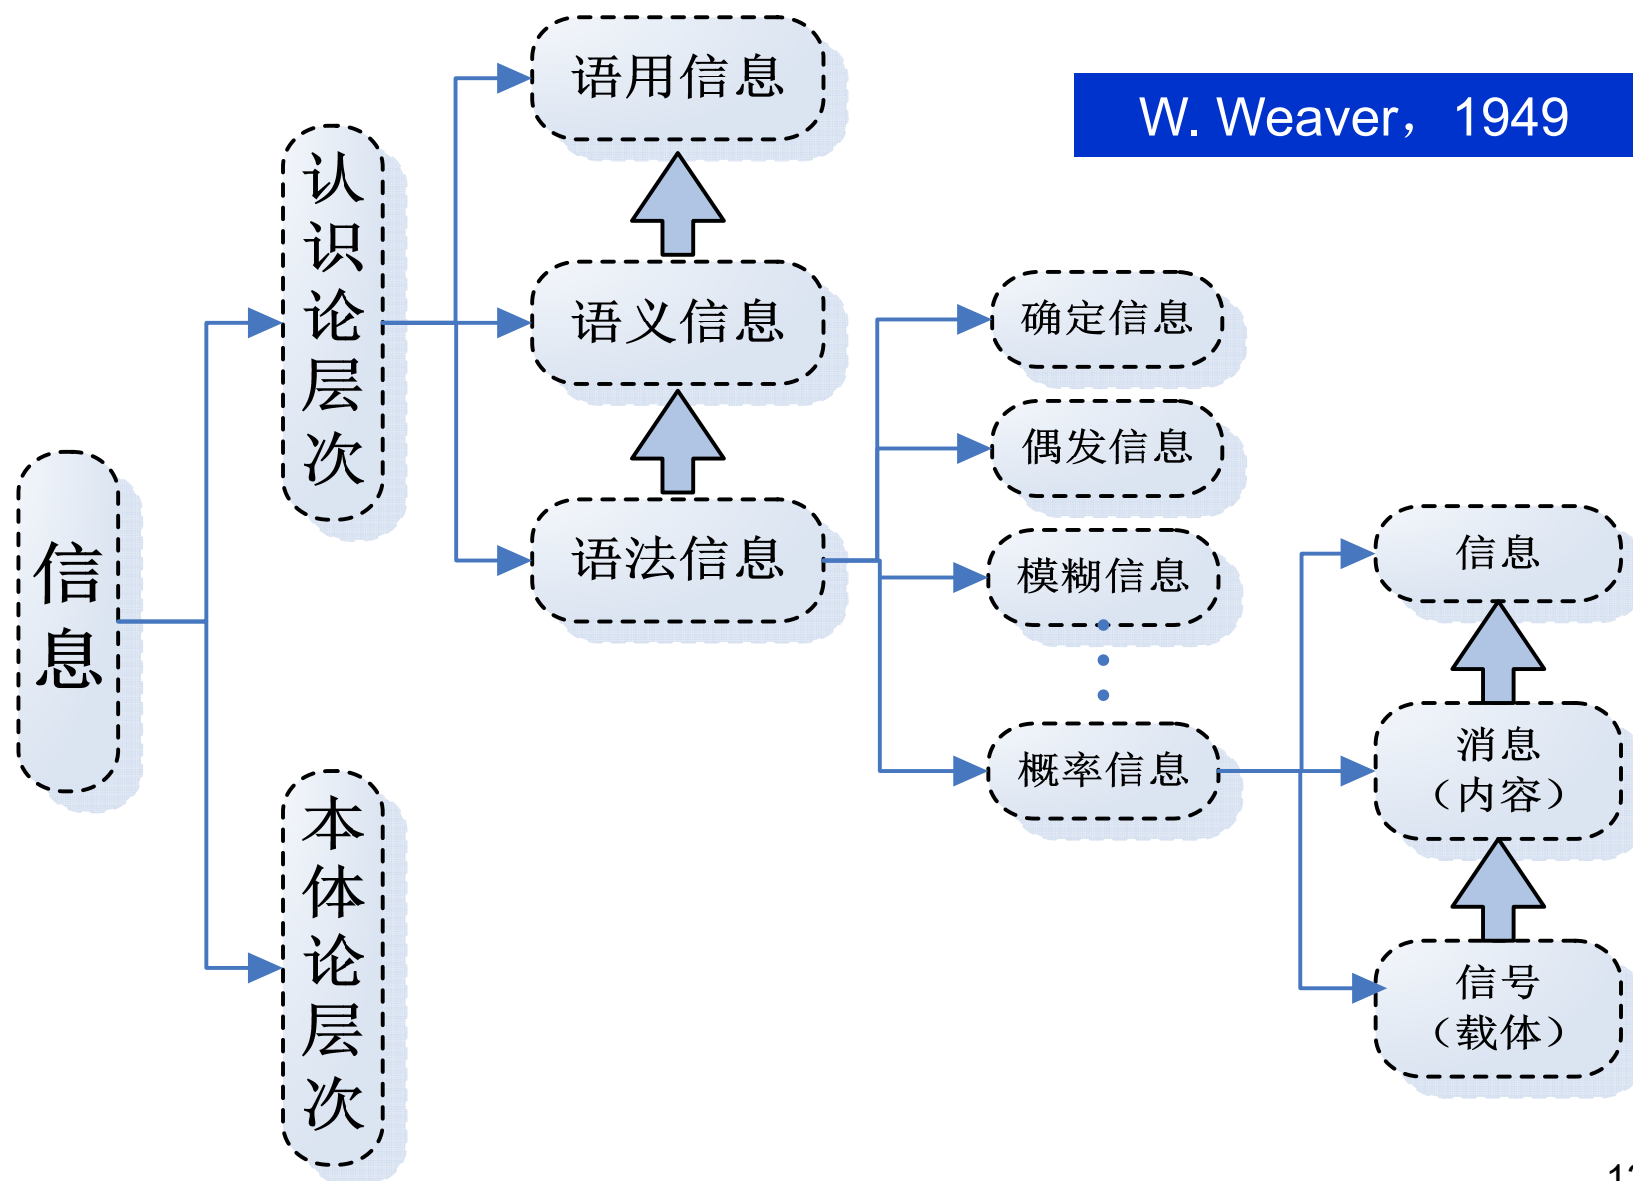 W. Weaver，1949
信息
认识论层次
本体论层次
语用信息
语义信息
语法信息
确定信息
偶发信息
模糊信息
概率信息
信息
消息
（内容）
信号
（载体）